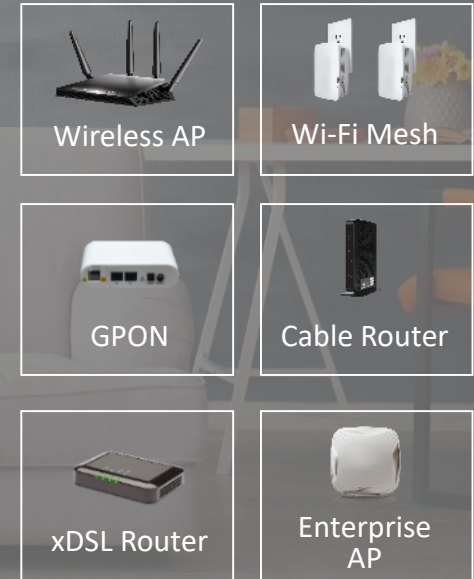 Wireless AP
Wi-Fi Mesh
GPON
Cable Router
xDSL Router
Enterprise
AP